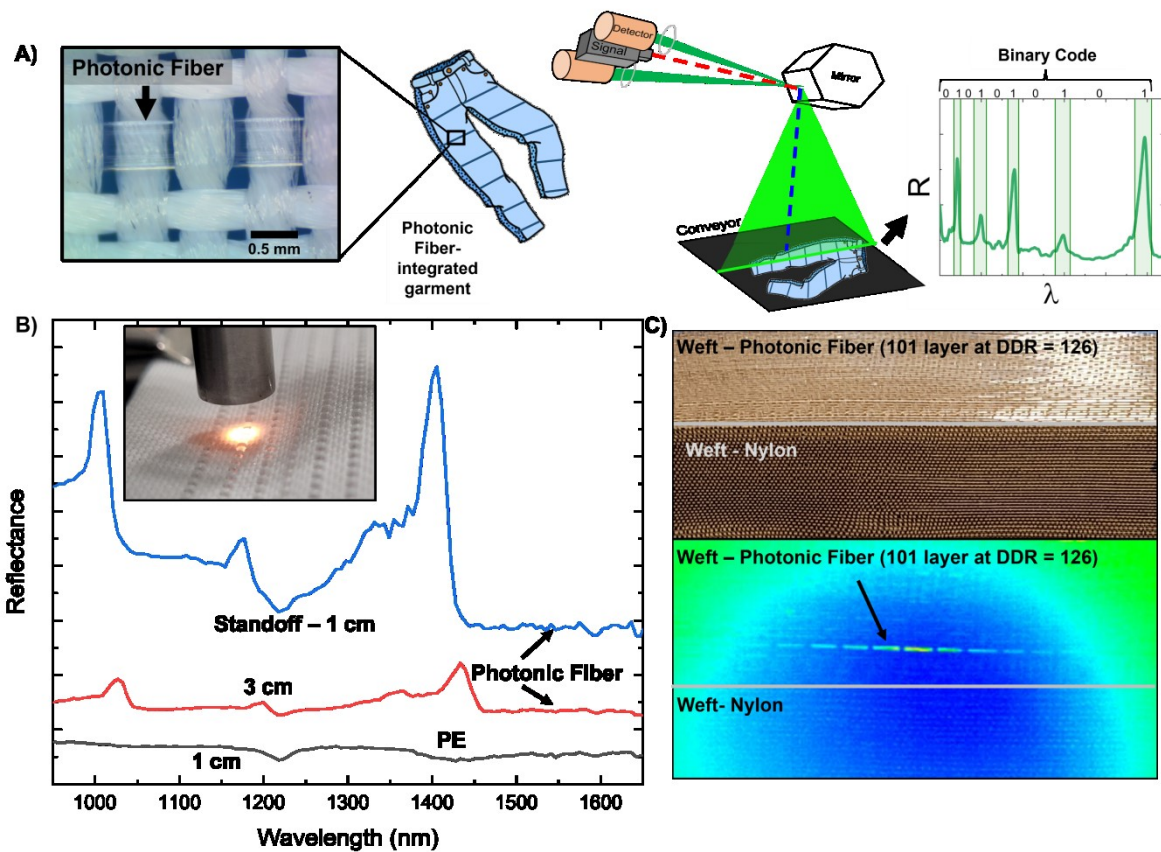 A)
Photonic Fiber
0.5 mm
Photonic
Fiber-
integrated
garment
Detector
Signal
Mirror
Conveyor
Binary Code
0 1 0 1 0 1 0 1 0 1
R
λ
B)
Reflectance
Standoff – 1 cm
3 cm
1 cm
Photonic Fiber
PE
1000 1100 1200 1300 1400 1500 1600
Wavelength (nm)
C)
Weft – Photonic Fiber (101 layer at DDR = 126)
Weft - Nylon
Weft – Photonic Fiber (101 layer at DDR = 126)
Weft- Nylon